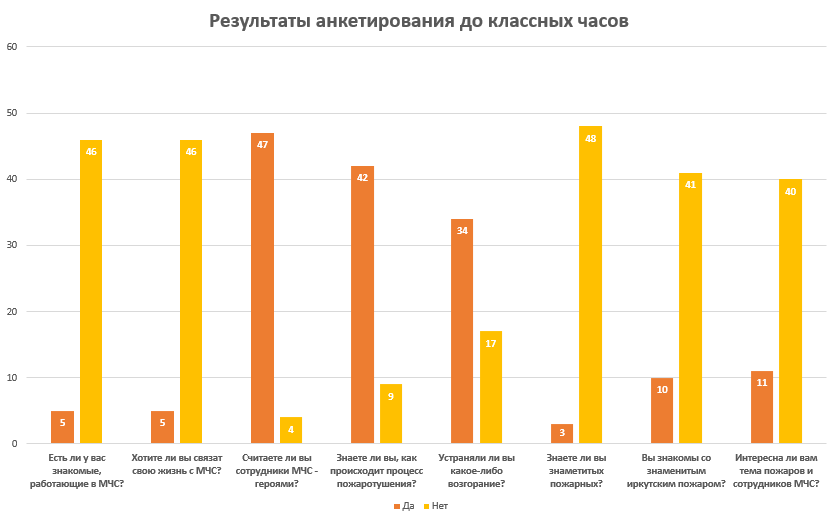 Результаты анкетирования до классных часов
60
50
40
30
20
10
0
46
46
47
42
34
48
41
40
5
5
4
9
17
3
10
11
Есть ли у вас
знакомые,
работающие в МЧС?
Хотите ли вы связат
свою жизнь с МЧС?
Считаете ли вы
сотрудники МЧС -
героями?
Знаете ли вы, как
происходит процесс
пожаротушения?
Устраняли ли вы
какое-либо
возгорание?
Знаете ли вы
знаметитых
пожарных?
Вы знакомы со
знаменитым
иркутским пожаром?
Интересна ли вам
тема пожаров и
сотрудников МЧС?
Да Нет